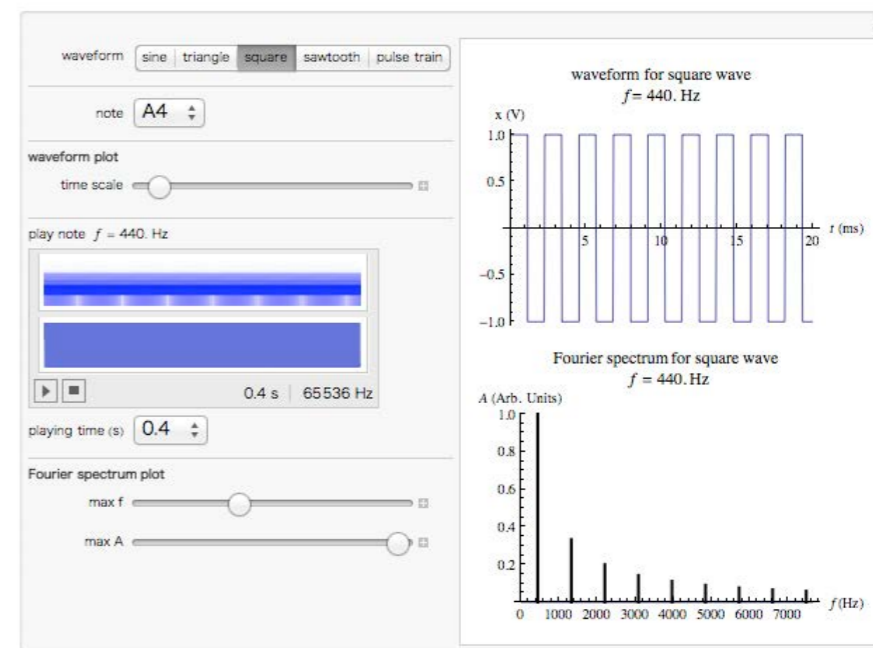 waveform sine triangle square sawtooth pulse train
note A4
waveform plot
time scale
play note f = 440. Hz
0.4 s 65536 Hz
playing time (s) 0.4
Fourier spectrum plot
max f
max A
waveform for square wave
f = 440. Hz
x (V)
1.0
0.5
5 10 15 20 t (ms)
-0.5
-1.0
Fourier spectrum for square wave
f = 440. Hz
A (Arb. Units)
1.0
0.8
0.6
0.4
0.2
0 1000 2000 3000 4000 5000 6000 7000 f (Hz)